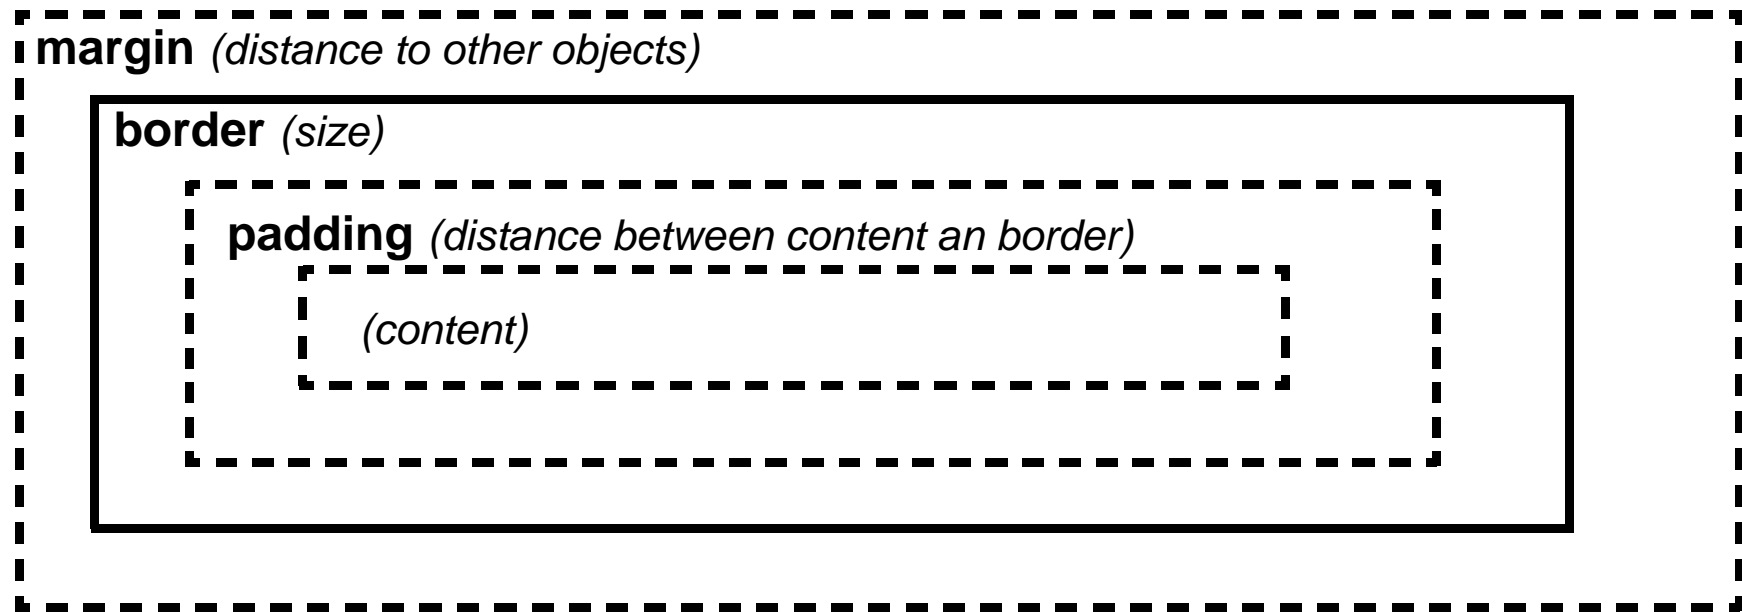 margin (distance to other objects)
border (size)
padding (distance between content an border)
(content)